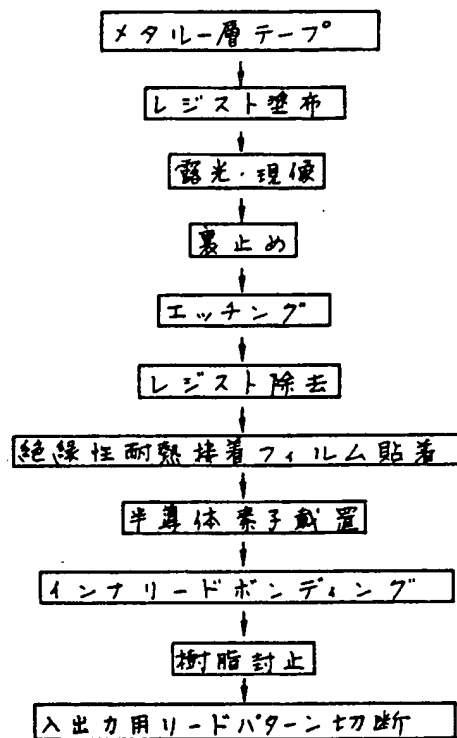 メタル一層テープ
レジスト塗布
露光・現像
裏止め
エッチング
レジスト除去
絶縁性耐熱接着フィルム貼着
半導体素子載置
インナリードボンディング
樹脂封止
入出力用リードパターン切断